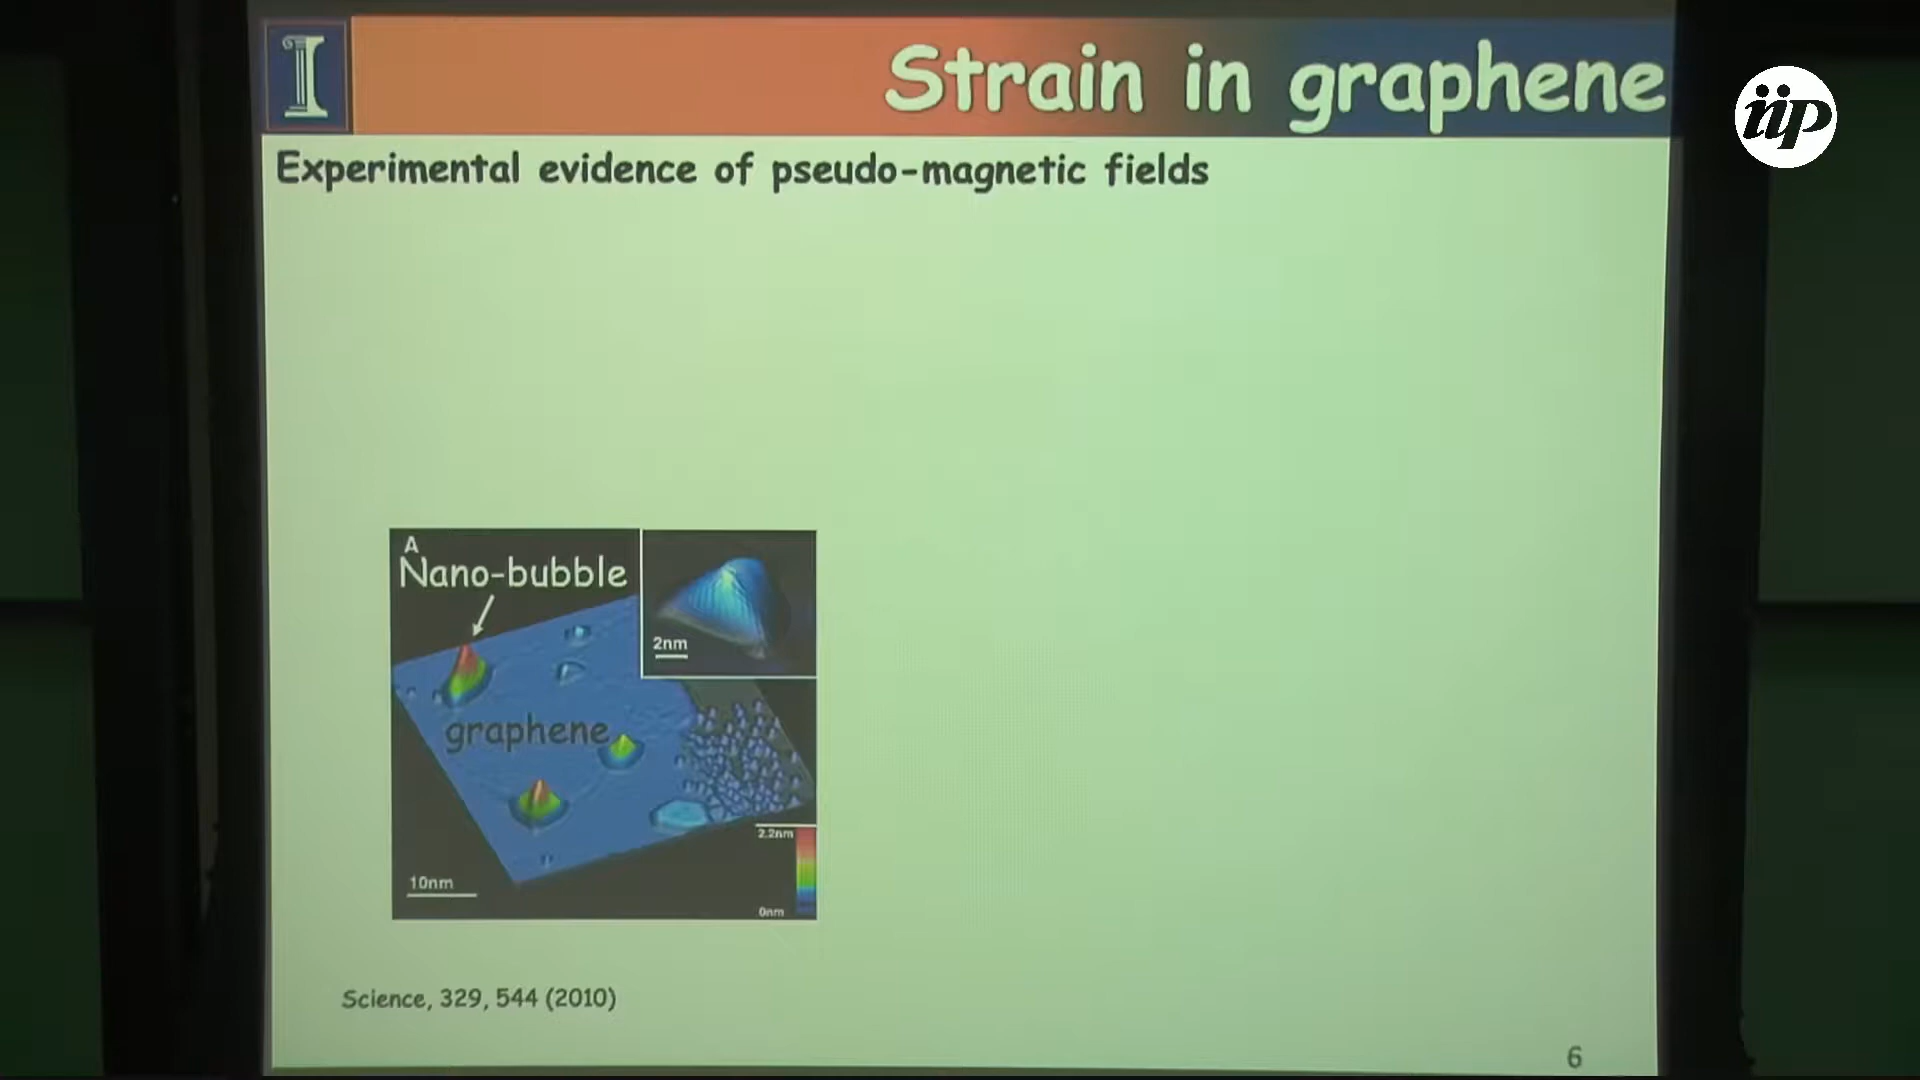 I
Strain in graphene
iip
Experimental evidence of pseudo-magnetic fields
A
Nano-bubble
2nm
graphene
2.2nm
10nm
0nm
Science, 329, 544 (2010)
6